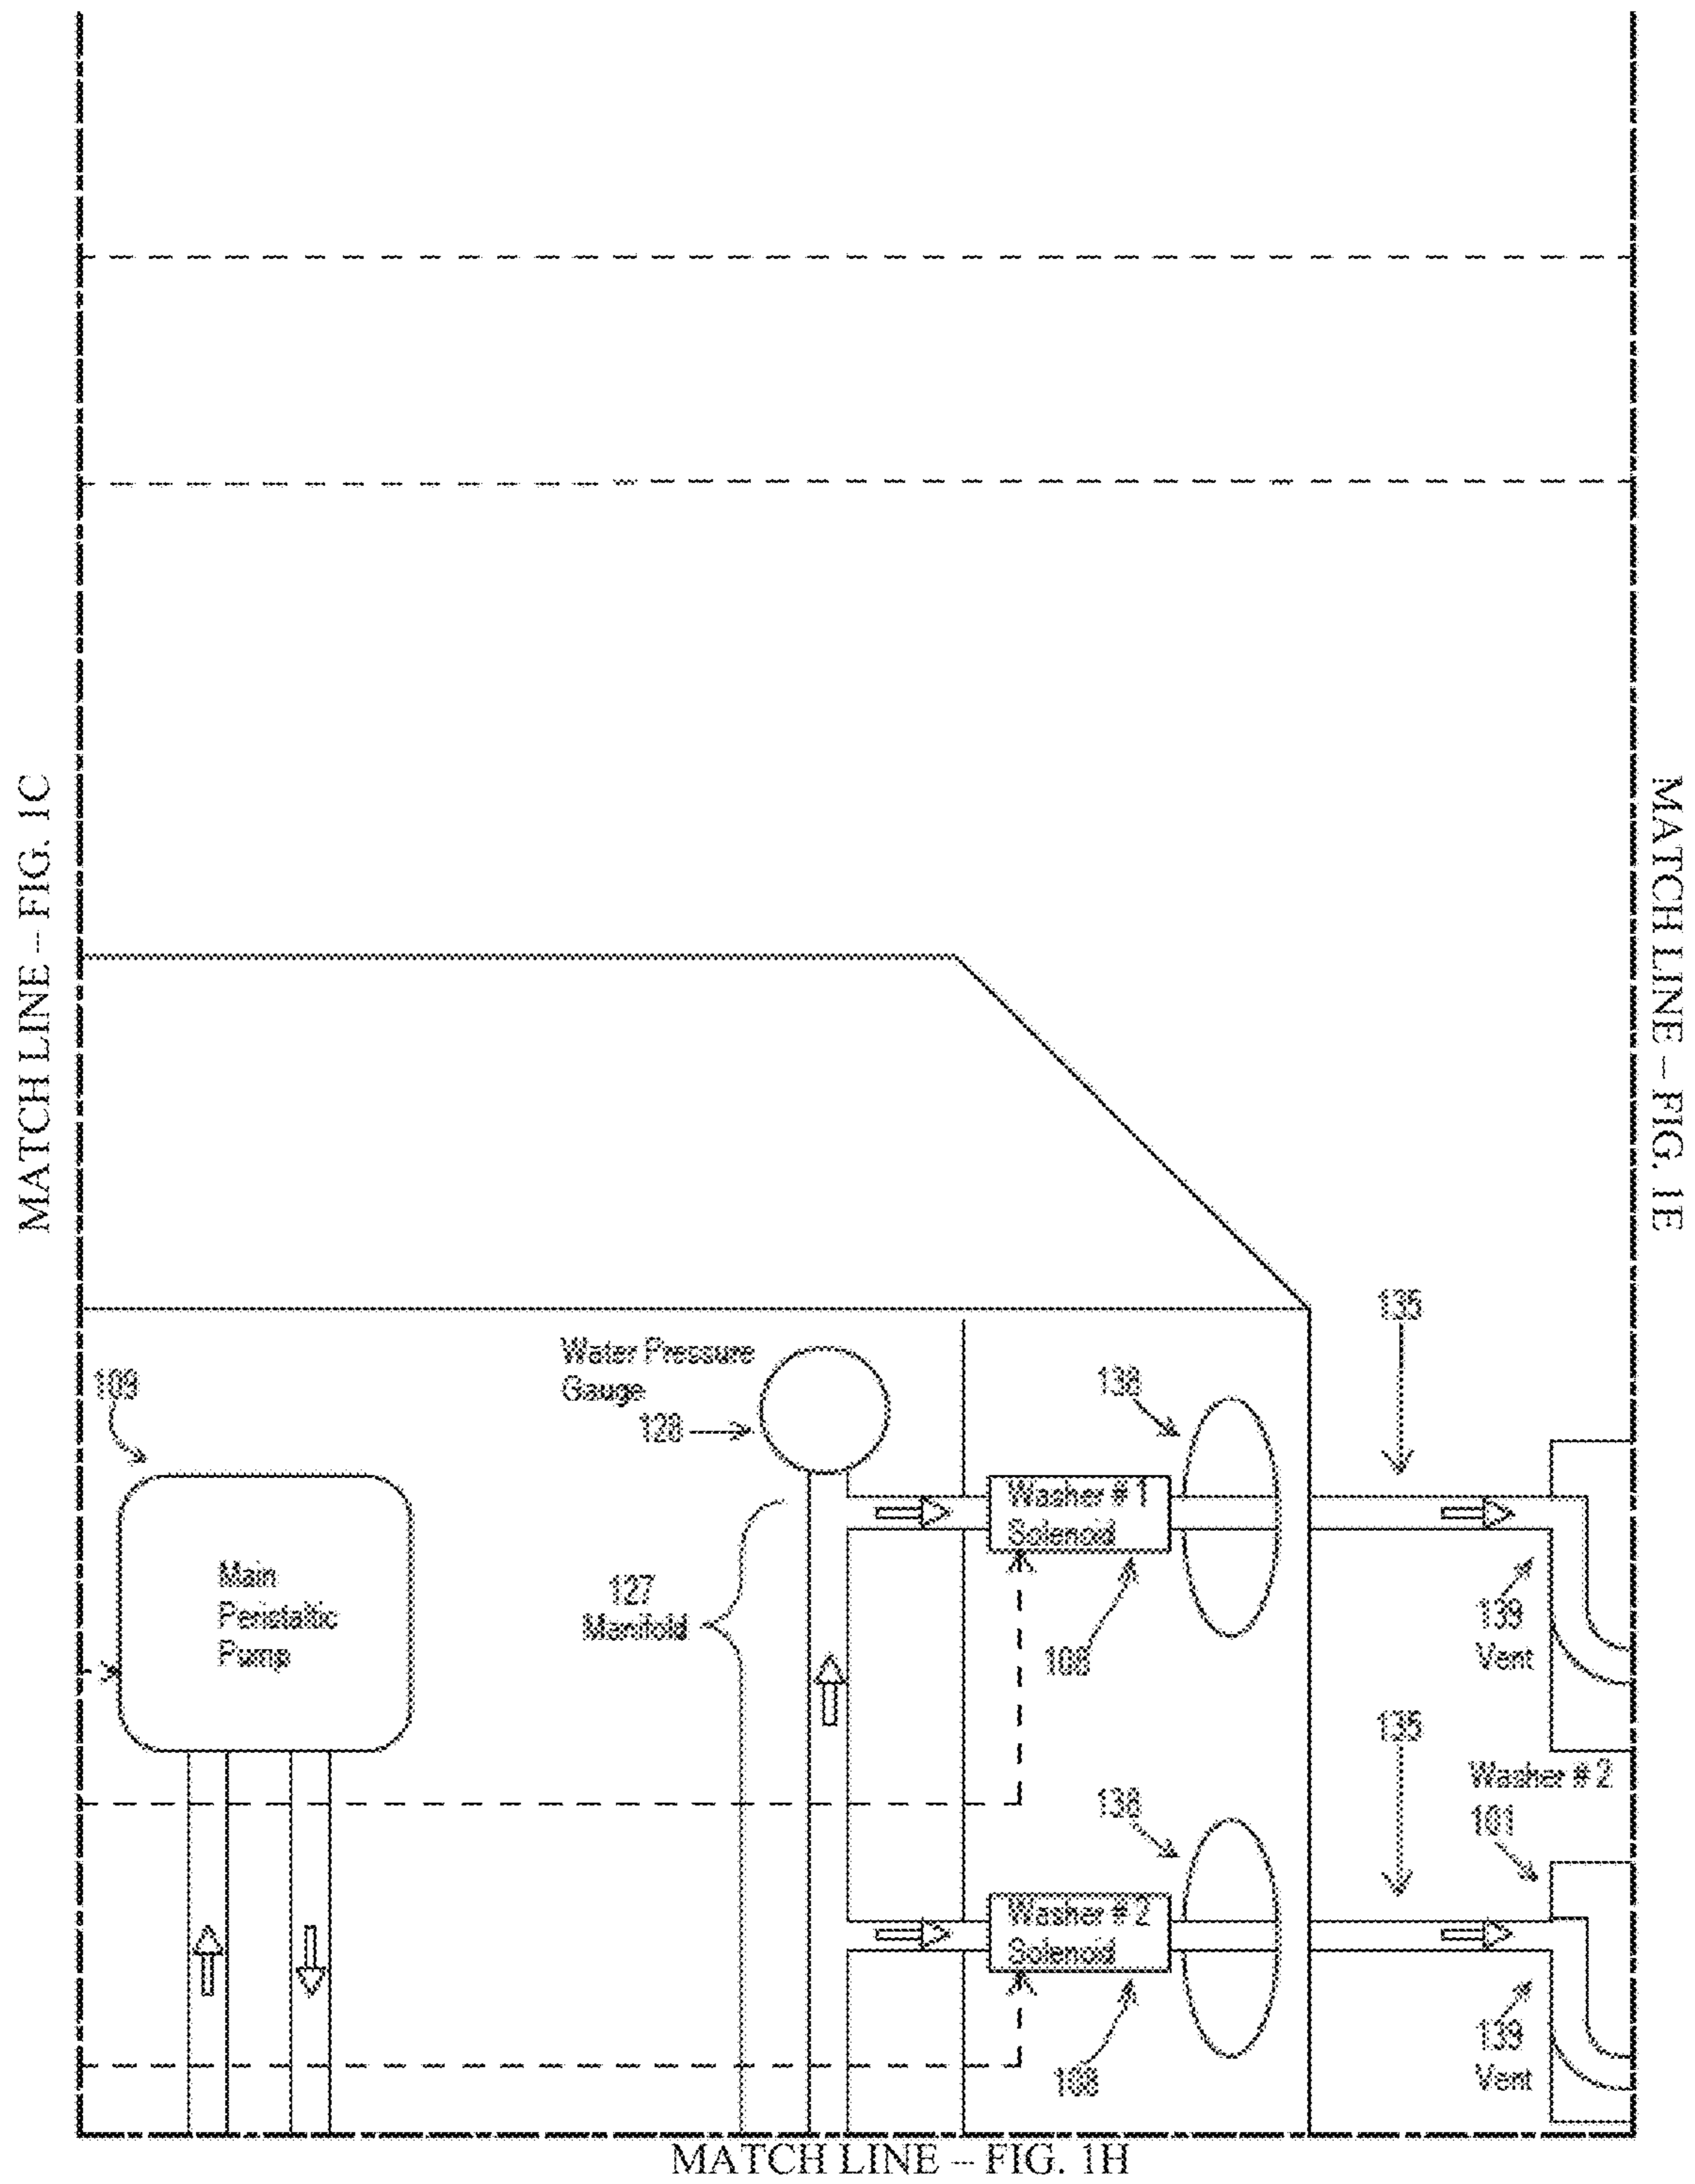 MATCH LINE – FIG. 1C
MATCH LINE – FIG. 1E
135
Water Pressure
Gauge
128
109
138
Washer # 1
Solenoid
Main
Peristaltic
Pump
127
Manifold
108
139
Vent
135
Washer # 2
101
138
Washer # 2
Solenoid
139
Vent
108
MATCH LINE – FIG. 1H